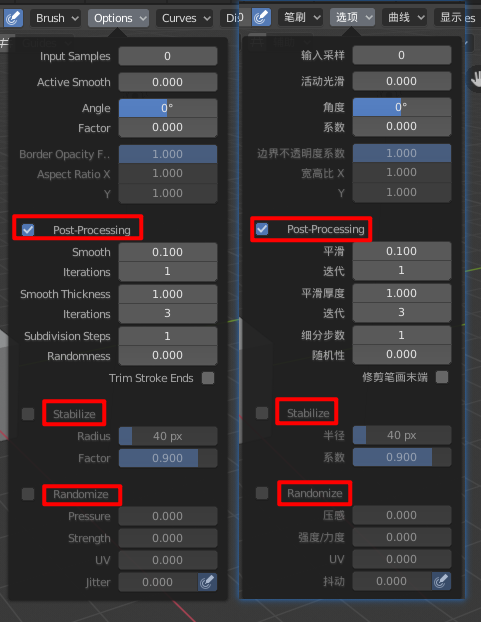 Brush Options Curves
Input Samples 0
Active Smooth 0.000
Angle 0°
Factor 0.000
Border Opacity F.. 1.000
Aspect Ratio X 1.000
Y 1.000
Post-Processing
Smooth 0.100
Iterations 1
Smooth Thickness 1.000
Iterations 3
Subdivision Steps 1
Randomness 0.000
Trim Stroke Ends
Stabilize
Radius 40 px
Factor 0.900
Randomize
Pressure 0.000
Strength 0.000
UV 0.000
Jitter 0.000
笔刷 选项 曲线 显示
输入采样 0
活动光滑 0.000
角度 0°
系数 0.000
边界不透明度系数 1.000
宽高比 X 1.000
Y 1.000
Post-Processing
平滑 0.100
迭代 1
平滑厚度 1.000
迭代 3
细分步数 1
随机性 0.000
修剪笔画末端
Stabilize
半径 40 px
系数 0.900
Randomize
压感 0.000
强度/力度 0.000
UV 0.000
抖动 0.000